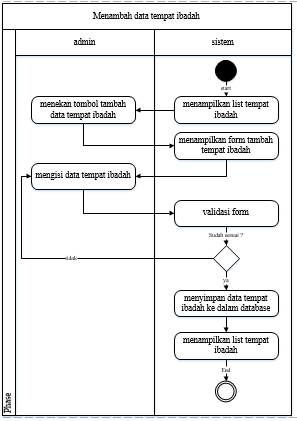 Menambah data tempat ibadah
admin
sistem
start
menampilkan list tempat
ibadah
menekan tombol tambah
data tempat ibadah
menampilkan form tambah
tempat ibadah
mengisi data tempat ibadah
validasi form
Sudah sesuai ?
tidak
ya
menyimpan data tempat
ibadah ke dalam database
menampilkan list tempat
ibadah
End
Phase